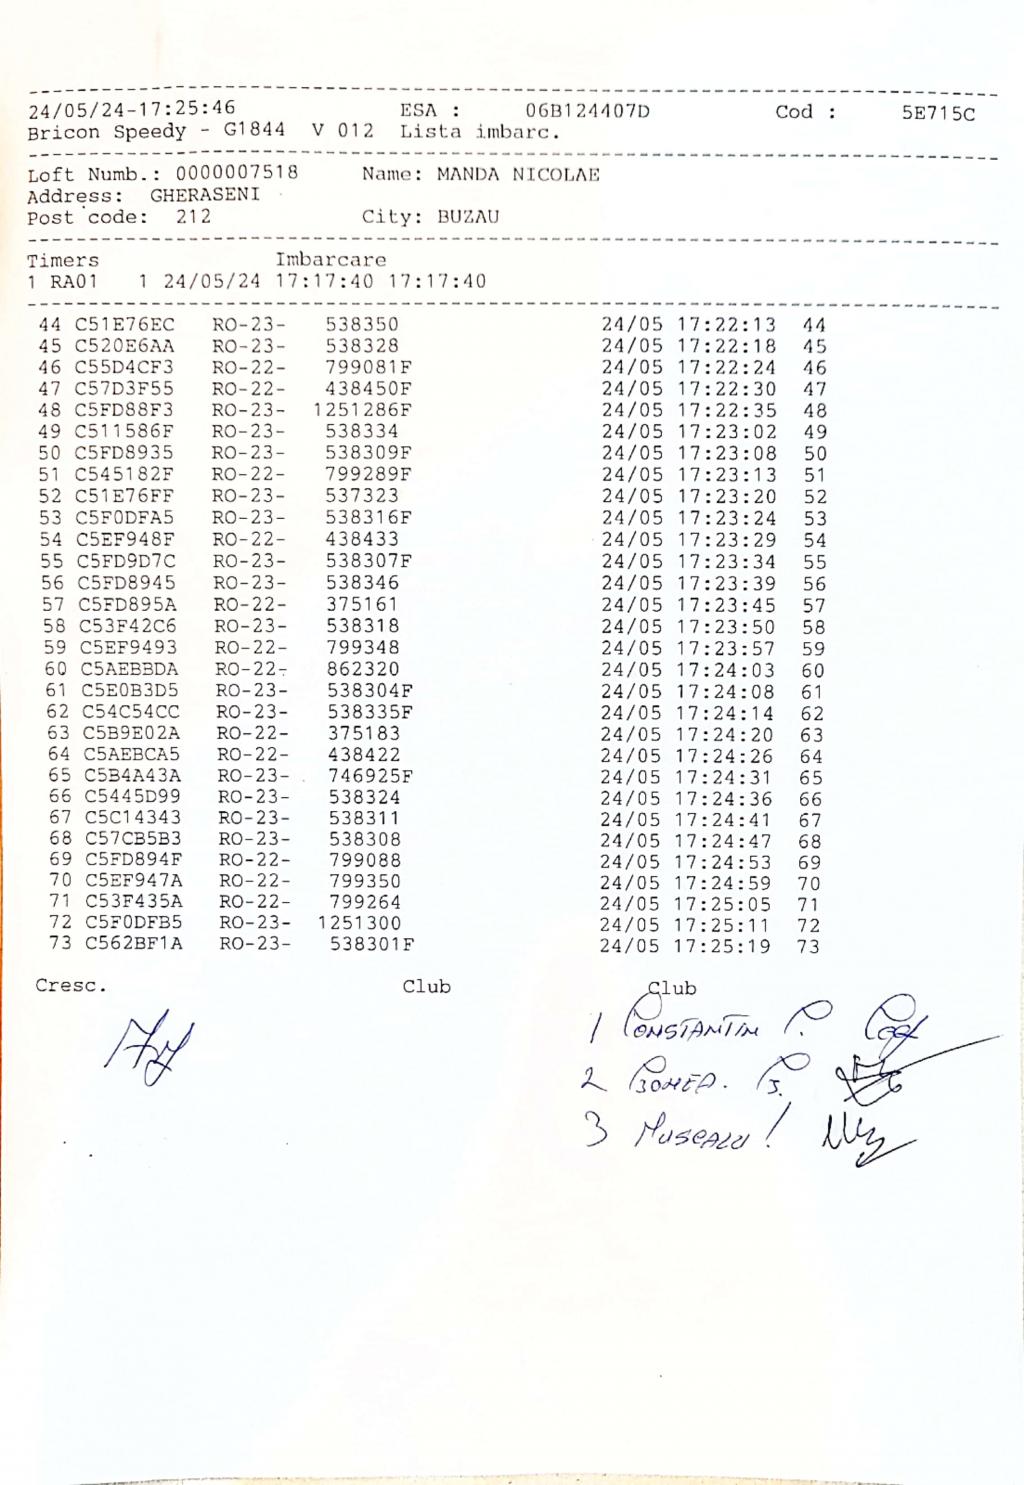 24/05/24-17:25:46 ESA : 06B124407D Cod : 5E715C
Bricon Speedy - G1844 V 012 Lista imbarc.
Loft Numb.: 0000007518 Name: MANDA NICOLAE
Address: GHERASENI
Post code: 212 City: BUZAU
Timers Imbarcare
1 RA01 1 24/05/24 17:17:40 17:17:40
44 C51E76EC RO-23- 538350 24/05 17:22:13 44
45 C520E6AA RO-23- 538328 24/05 17:22:18 45
46 C55D4CF3 RO-22- 799081F 24/05 17:22:24 46
47 C57D3F55 RO-22- 438450F 24/05 17:22:30 47
48 C5FD88F3 RO-23- 1251286F 24/05 17:22:35 48
49 C511586F RO-23- 538334 24/05 17:23:02 49
50 C5FD8935 RO-23- 538309F 24/05 17:23:08 50
51 C545182F RO-22- 799289F 24/05 17:23:13 51
52 C51E76FF RO-23- 537323 24/05 17:23:20 52
53 C5F0DFA5 RO-23- 538316F 24/05 17:23:24 53
54 C5EF948F RO-22- 438433 24/05 17:23:29 54
55 C5FD9D7C RO-23- 538307F 24/05 17:23:34 55
56 C5FD8945 RO-23- 538346 24/05 17:23:39 56
57 C5FD895A RO-22- 375161 24/05 17:23:45 57
58 C53F42C6 RO-23- 538318 24/05 17:23:50 58
59 C5EF9493 RO-22- 799348 24/05 17:23:57 59
60 C5AEBBDA RO-22- 862320 24/05 17:24:03 60
61 C5E0B3D5 RO-23- 538304F 24/05 17:24:08 61
62 C54C54CC RO-23- 538335F 24/05 17:24:14 62
63 C5B9E02A RO-22- 375183 24/05 17:24:20 63
64 C5AEBCA5 RO-22- 438422 24/05 17:24:26 64
65 C5B4A43A RO-23- 746925F 24/05 17:24:31 65
66 C5445D99 RO-23- 538324 24/05 17:24:36 66
67 C5C14343 RO-23- 538311 24/05 17:24:41 67
68 C57CB5B3 RO-23- 538308 24/05 17:24:47 68
69 C5FD894F RO-22- 799088 24/05 17:24:53 69
70 C5EF947A RO-22- 799350 24/05 17:24:59 70
71 C53F435A RO-22- 799264 24/05 17:25:05 71
72 C5F0DFB5 RO-23- 1251300 24/05 17:25:11 72
73 C562BF1A RO-23- 538301F 24/05 17:25:19 73
Cresc. Club Club
1 CONSTANTIN P.
2
3